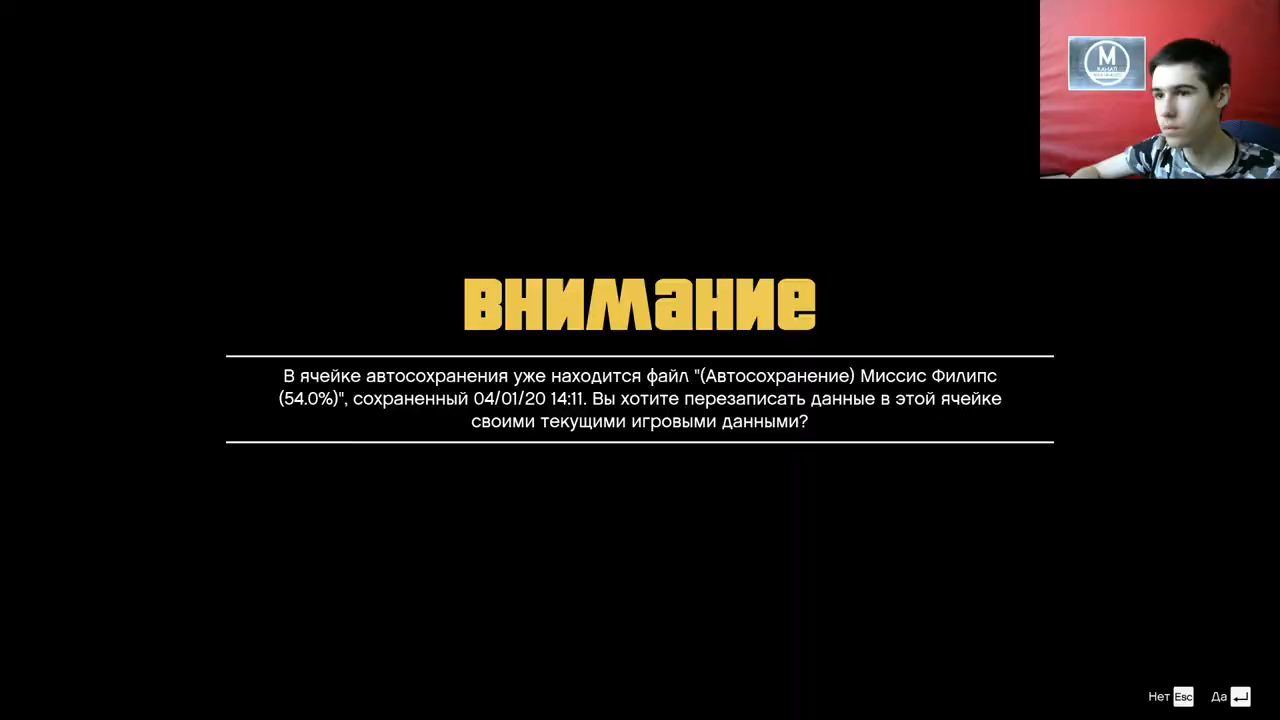 М
КАНАЛ
внимание
В ячейке автосохранения уже находится файл "(Автосохранение) Миссис Филипс
(54.0%)", сохраненный 04/01/20 14:11. Вы хотите перезаписать данные в этой ячейке
своими текущими игровыми данными?
Нет Esc Да